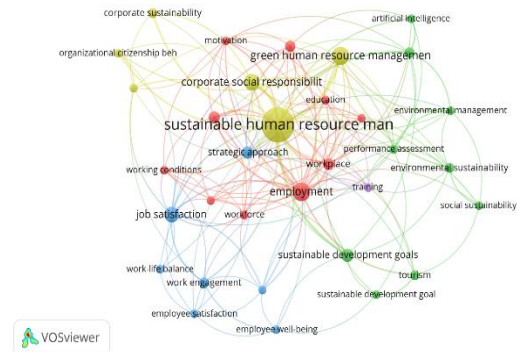 corporate sustainability
artificial intelligence
motivation
organizational citizenship beh
green human resource managemen
corporate social responsibilit
education
environmental management
sustainable human resource man
strategic approach
performance assessment
workplace
working conditions
environmental sustainability
employment
training
job satisfaction
workforce
social sustainability
sustainable development goals
work-life balance
tourism
work engagement
sustainable development goal
employee satisfaction
employee well-being
VOSviewer